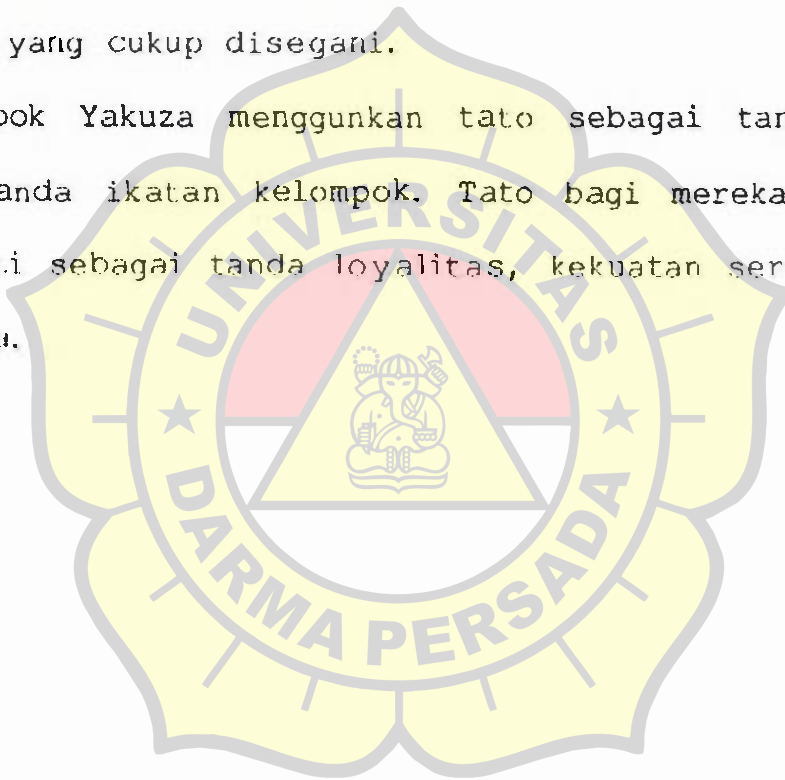 yang cukup disegani.
ok Yakuza menggunkan tato sebagai tan
anda ikatan kelompok. Tato bagi mereka
i sebagai tanda loyalitas, kekuatan ser
UNIVERSITAS
DARMA PERSADA